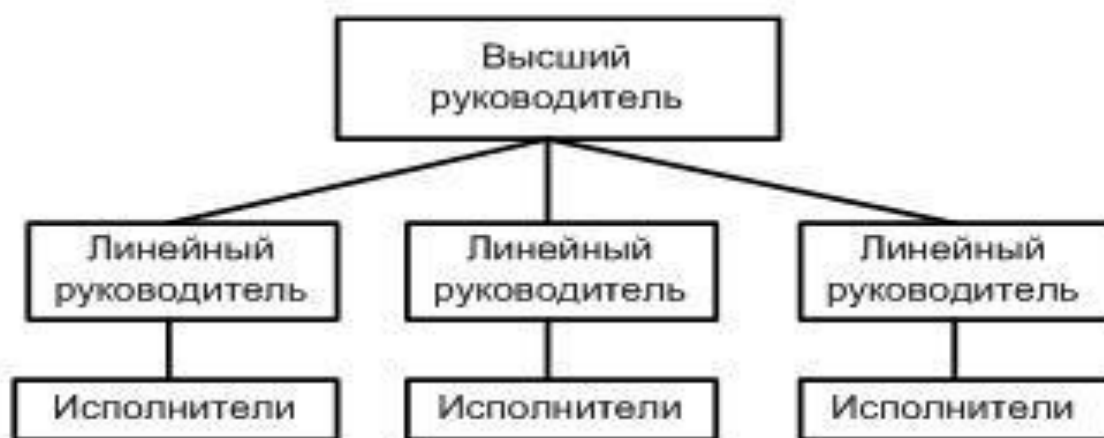 Высший
руководитель
Линейный
руководитель
Линейный
руководитель
Линейный
руководитель
Исполнители
Исполнители
Исполнители